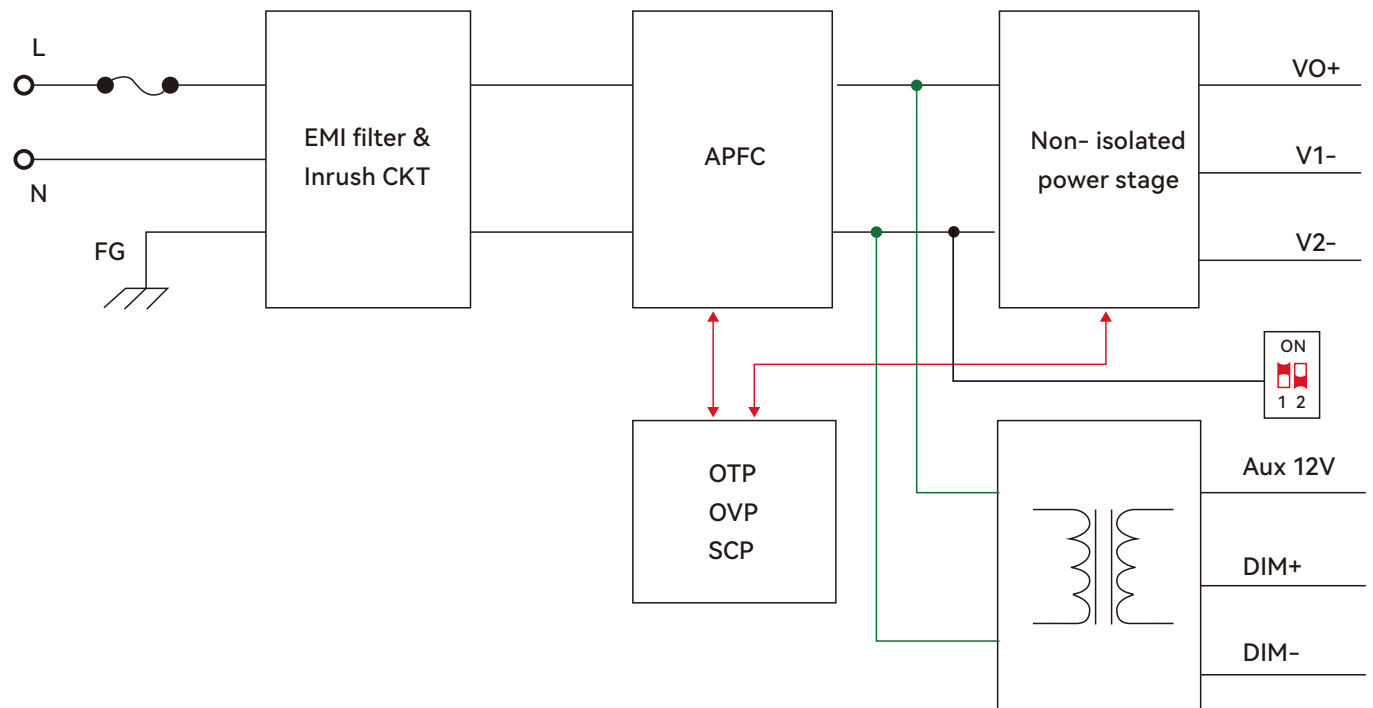 L
N
FG
EMI filter &
Inrush CKT
APFC
Non- isolated
power stage
VO+
V1-
V2-
ON
1 2
OTP
OVP
SCP
Aux 12V
DIM+
DIM-